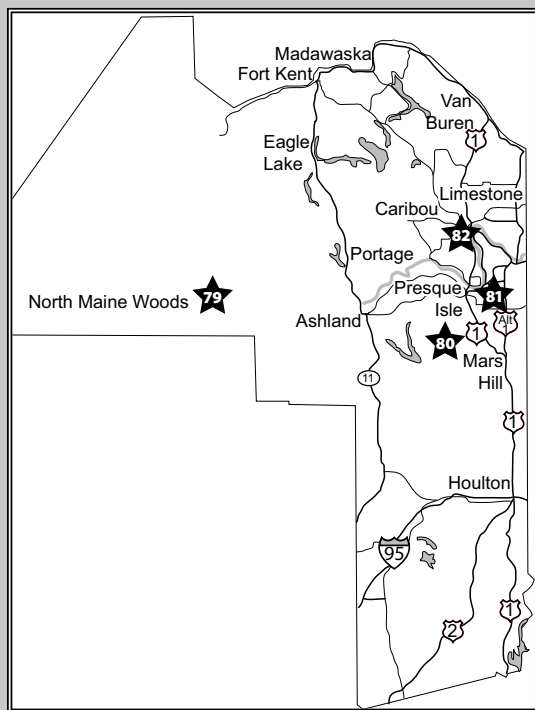 Madawaska
Fort Kent
Van
Buren
1
Eagle
Lake
Limestone
Caribou
82
Portage
Presque
Isle
81
North Maine Woods
79
Ashland
Alt
1
1
80
Mars
Hill
11
1
Houlton
95
2
1